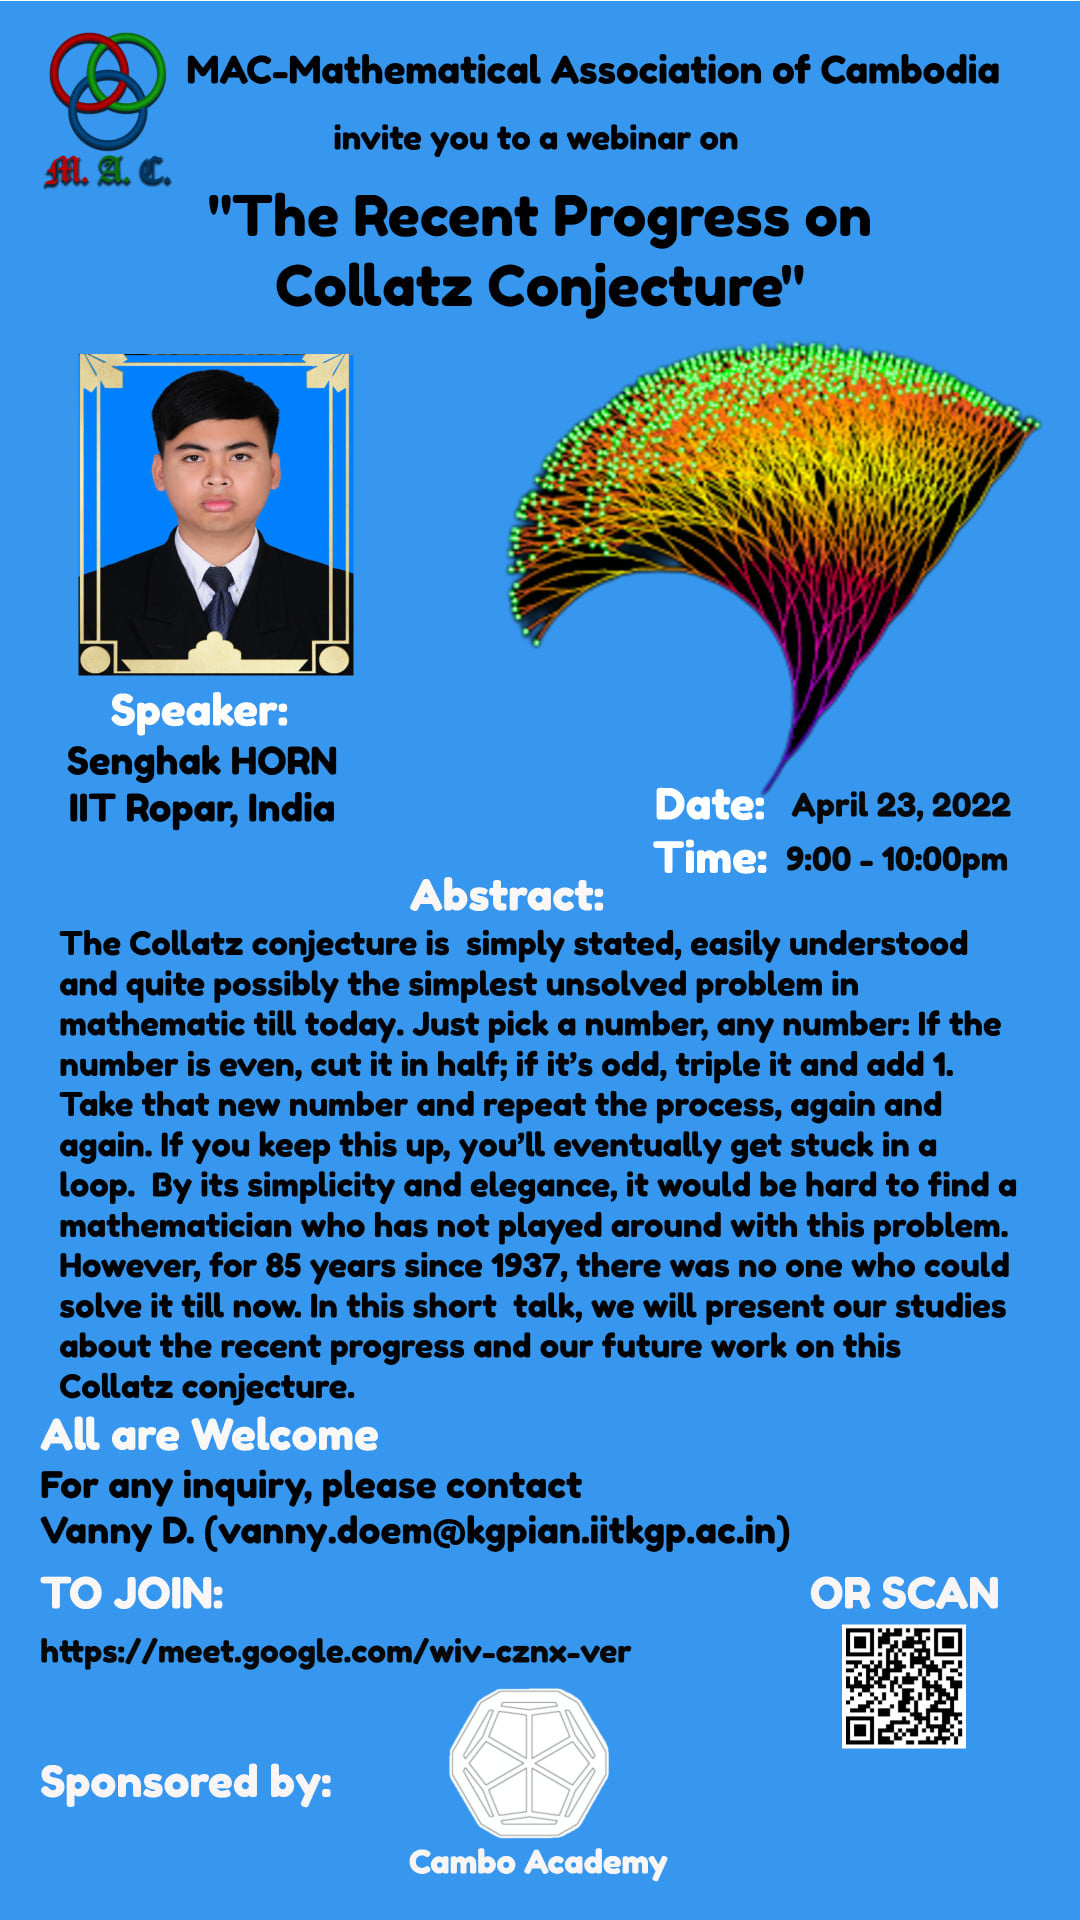 MAC-Mathematical Association of Cambodia
M. A. C.
invite you to a webinar on
"The Recent Progress on
Collatz Conjecture"
Speaker:
Senghak HORN
IIT Ropar, India
Date: April 23, 2022
Time: 9:00 - 10:00pm
Abstract:
The Collatz conjecture is simply stated, easily understood
and quite possibly the simplest unsolved problem in
mathematic till today. Just pick a number, any number: If the
number is even, cut it in half; if it’s odd, triple it and add 1.
Take that new number and repeat the process, again and
again. If you keep this up, you’ll eventually get stuck in a
loop. By its simplicity and elegance, it would be hard to find a
mathematician who has not played around with this problem.
However, for 85 years since 1937, there was no one who could
solve it till now. In this short talk, we will present our studies
about the recent progress and our future work on this
Collatz conjecture.
All are Welcome
For any inquiry, please contact
Vanny D. (vanny.doem@kgpian.iitkgp.ac.in)
TO JOIN:
https://meet.google.com/wiv-cznx-ver
OR SCAN
Sponsored by:
Cambo Academy